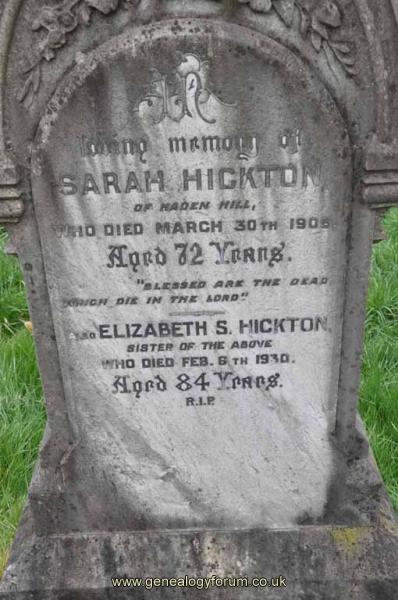 In
loving memory of
SARAH HICKTON,
OF HADEN HILL,
WHO DIED MARCH 30TH
Aged 72 Years.
"BLESSED ARE THE DEAD
WHICH DIE IN THE LORD"
ALSO ELIZABETH S. HICKTON,
SISTER OF THE ABOVE
WHO DIED FEB. 6TH 1930.
Aged 84 Years.
R.I.P.
www.genealogyforum.co.uk